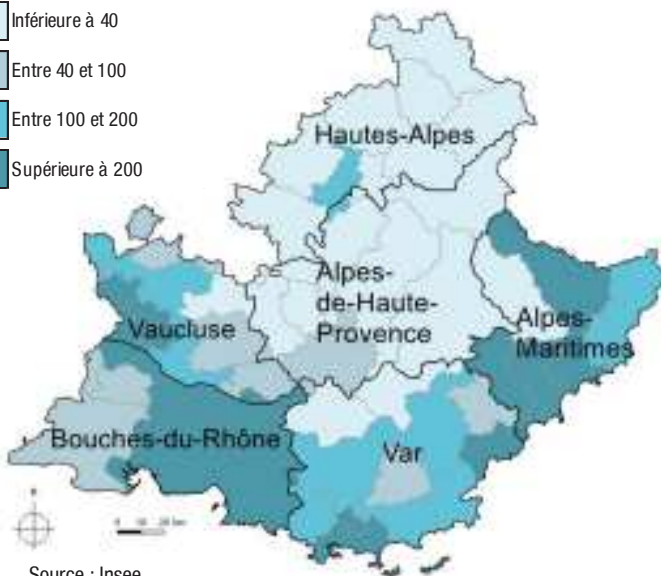 Inférieure à 40
Entre 40 et 100
Entre 100 et 200
Supérieure à 200
Hautes-Alpes
Alpes-
de-Haute-
Provence
Alpes-
Maritimes
Vaucluse
Bouches-du-Rhône
Var
Source : Insee